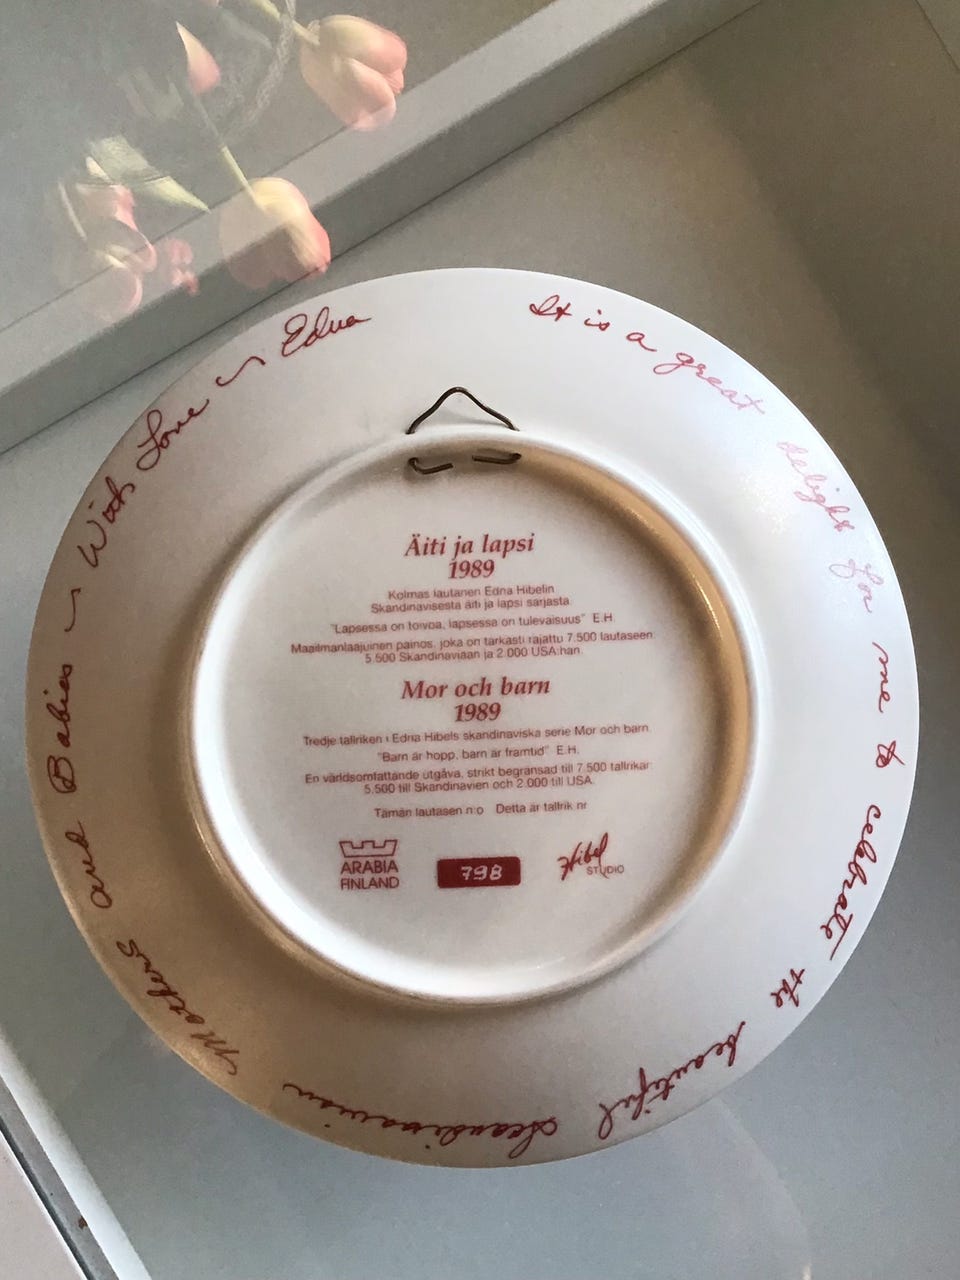 It is a great delight for me to celebrate the beautiful Scandinavian Mothers and Babies ~ With Love ~ Edna
Äiti ja lapsi
1989
Kolmas lautanen Edna Hibelin
Skandinavisesta äiti ja lapsi sarjasta.
"Lapsessa on toivoa, lapsessa on tulevaisuus" E.H.
Maailmanlaajuinen painos, joka on tarkasti rajattu 7.500 lautaseen:
5.500 Skandinaviaan ja 2.000 USA:han.
Mor och barn
1989
Tredje tallriken i Edna Hibels skandinaviska serie Mor och barn.
"Barn är hopp, barn är framtid" E.H.
En världsomfattande utgåva, strikt begränsad till 7.500 tallrikar:
5.500 till Skandinavien och 2.000 till USA.
Tämän lautasen n:o Detta är tallrik nr
ARABIA
FINLAND
798
Hibel
STUDIO